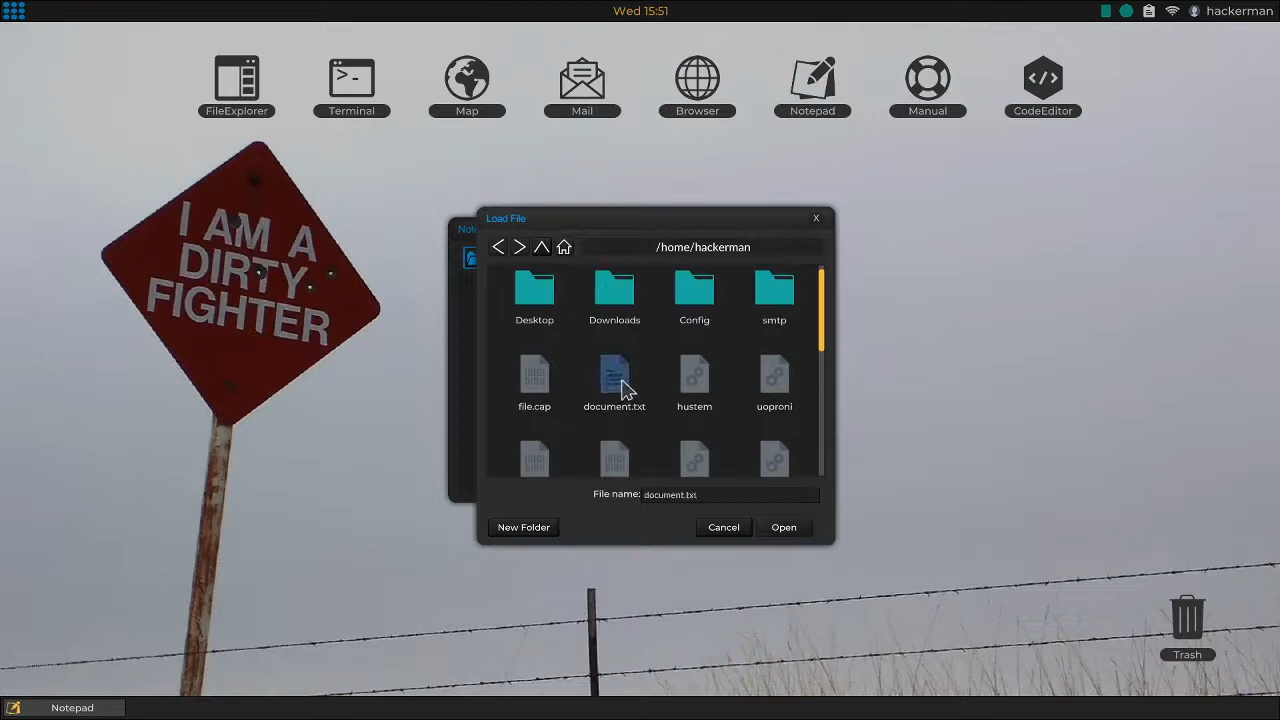 Wed 15:51
hackerman
FileExplorer
Terminal
Map
Mail
Browser
Notepad
Manual
CodeEditor
I AM A
DIRTY
FIGHTER
Load File
X
/home/hackerman
Desktop
Downloads
Config
smtp
file.cap
document.txt
hustem
uoproni
File name:
document.txt
New Folder
Cancel
Open
Trash
Notepad